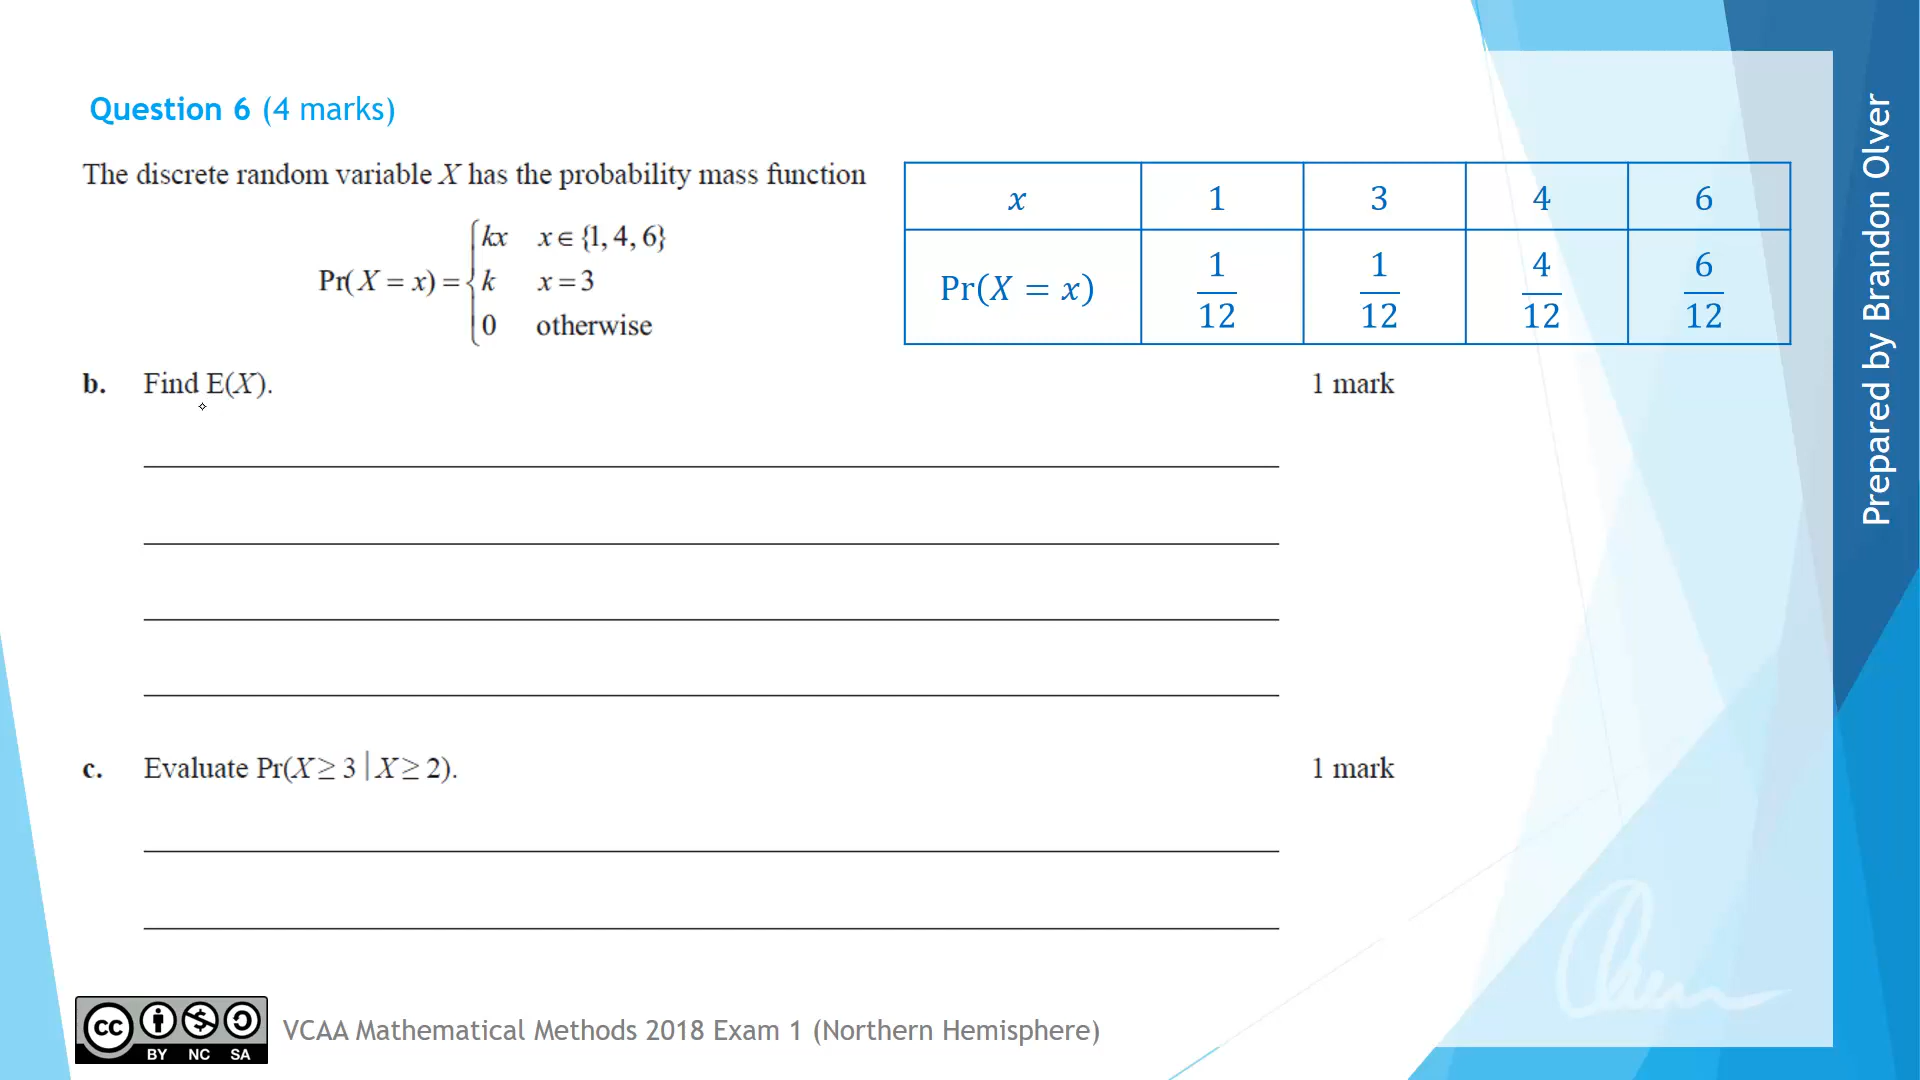 Question 6 (4 marks)
The discrete random variable X has the probability mass function
kx x ∈ {1, 4, 6}
Pr(X = x) = { k x = 3
0 otherwise
x 1 3 4 6
Pr(X = x) 1/12 1/12 4/12 6/12
b. Find E(X). 1 mark
c. Evaluate Pr(X ≥ 3 | X ≥ 2). 1 mark
cc BY NC SA
VCAA Mathematical Methods 2018 Exam 1 (Northern Hemisphere)
Prepared by Brandon Olver